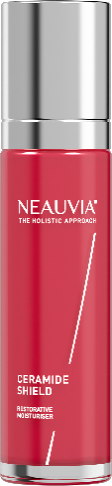 NEAUVIA®
THE HOLISTIC APPROACH
CERAMIDE
SHIELD
RESTORATIVE
MOISTURISER